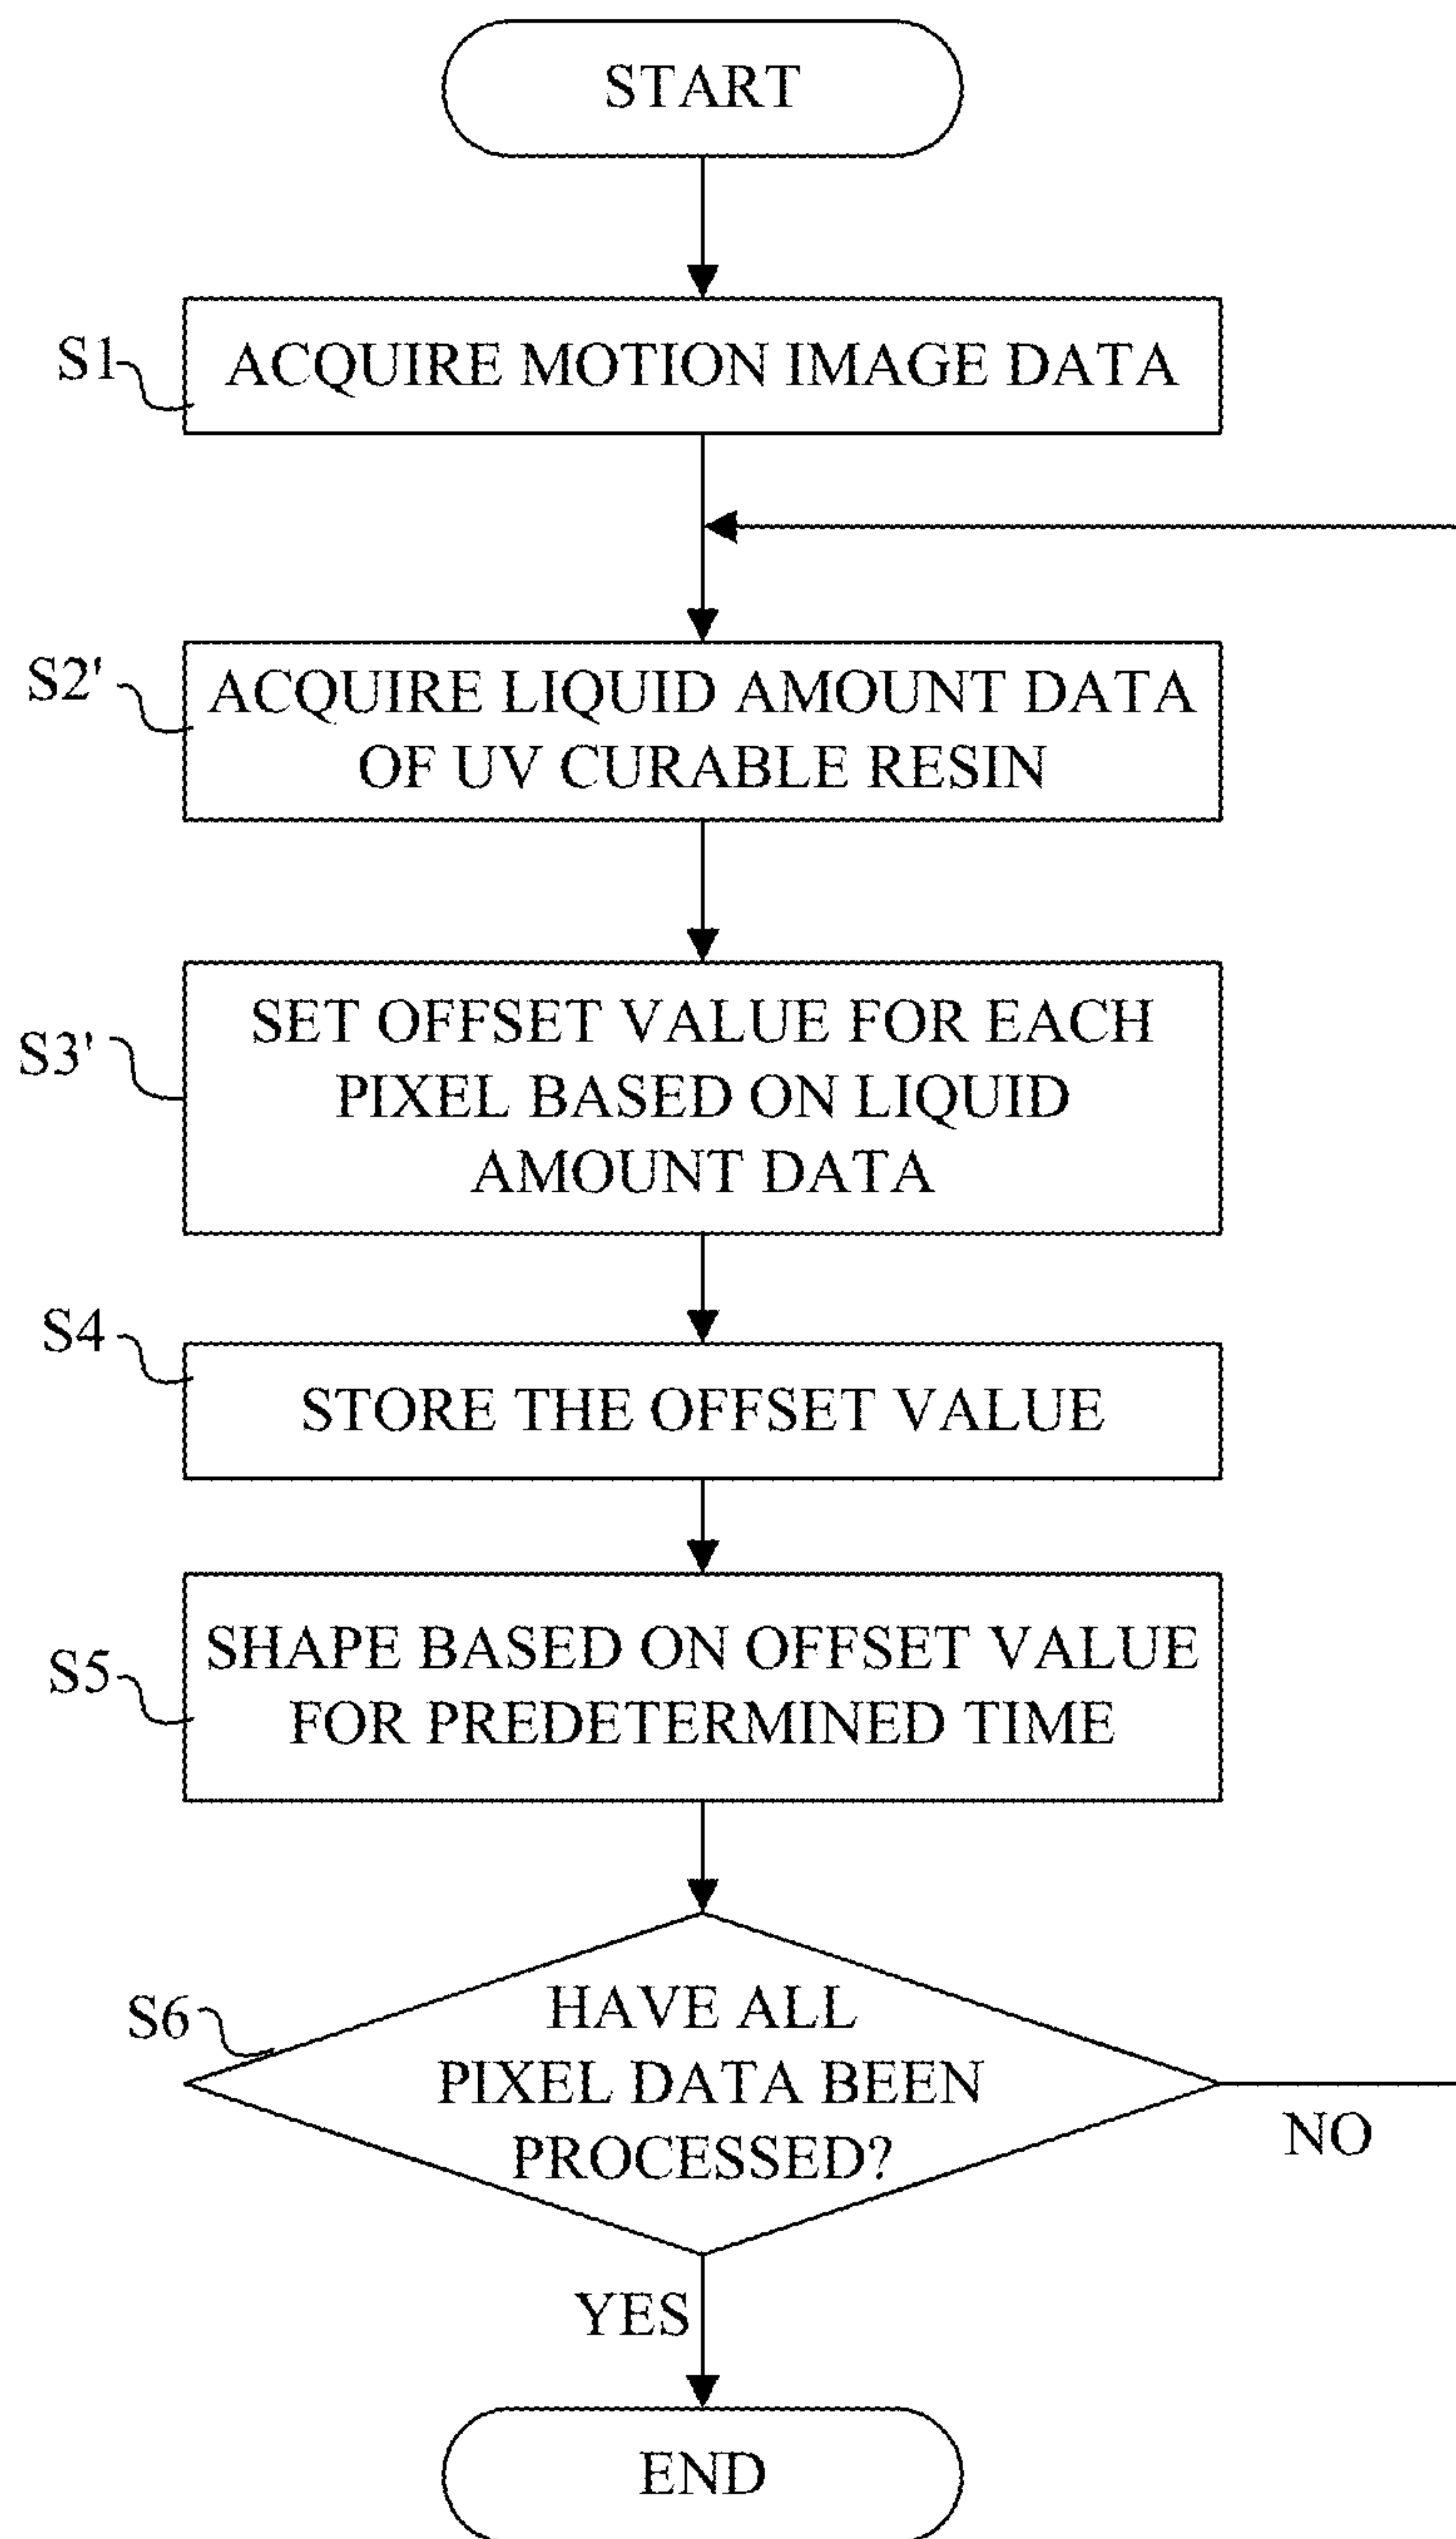 START
S1
ACQUIRE MOTION IMAGE DATA
S2'
ACQUIRE LIQUID AMOUNT DATA
OF UV CURABLE RESIN
S3'
SET OFFSET VALUE FOR EACH
PIXEL BASED ON LIQUID
AMOUNT DATA
S4
STORE THE OFFSET VALUE
S5
SHAPE BASED ON OFFSET VALUE
FOR PREDETERMINED TIME
S6
HAVE ALL
PIXEL DATA BEEN
PROCESSED?
NO
YES
END